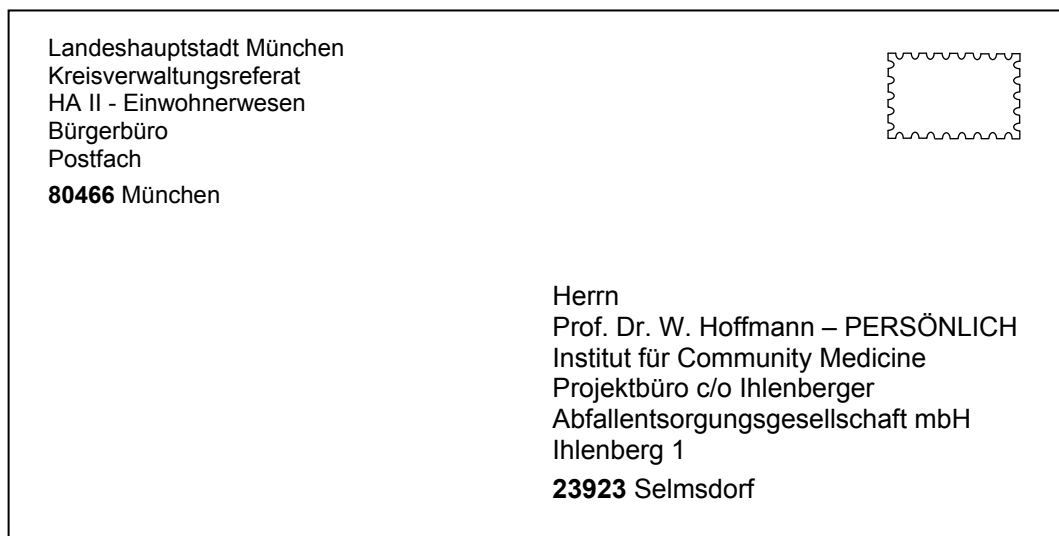 Landeshauptstadt München
Kreisverwaltungsreferat
HA II - Einwohnerwesen
Bürgerbüro
Postfach
80466 München
Herrn
Prof. Dr. W. Hoffmann – PERSÖNLICH
Institut für Community Medicine
Projektbüro c/o Ihlenberger
Abfallentsorgungsgesellschaft mbH
Ihlenberg 1
23923 Selmsdorf